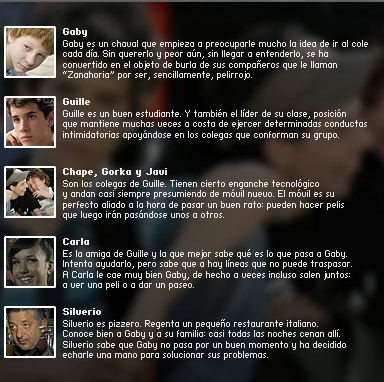 Gaby
Gaby es un chaval que empieza a preocuparle mucho la idea de ir al cole
cada día. Sin quererlo y peor aún, sin llegar a entenderlo, se ha
convertido en el objeto de burla de sus compañeros que le llaman
"Zanahoria" por ser, sencillamente, pelirrojo.
Guille
Guille es un buen estudiante. Y también el líder de su clase, posición
que mantiene muchas veces a costa de ejercer determinadas conductas
intimidatorias apoyándose en los colegas que conforman su grupo.
Chape, Gorka y Javi
Son los colegas de Guille. Tienen cierto enganche tecnológico
y andan casi siempre presumiendo de móvil nuevo. El móvil es su
perfecto aliado a la hora de pasar un buen rato: pueden hacer pelis
que luego irán pasándose unos a otros.
Carla
Es la amiga de Guille y la que mejor sabe qué es lo que pasa a Gaby.
Intenta ayudarlo, pero sabe que a hay líneas que no puede traspasar.
A Carla le cae muy bien Gaby, de hecho a veces incluso salen juntos:
a ver una peli o a dar un paseo.
Silverio
Silverio es pizzero. Regenta un pequeño restaurante italiano.
Conoce bien a Gaby y a su familia: casi todas las noches cenan allí.
Silverio sabe que Gaby no pasa por un buen momento y ha decidido
echarle una mano para solucionar sus problemas.